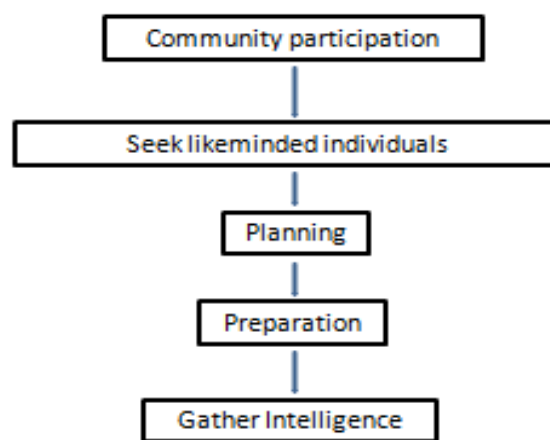 Community participation
Seek likeminded individuals
Planning
Preparation
Gather Intelligence